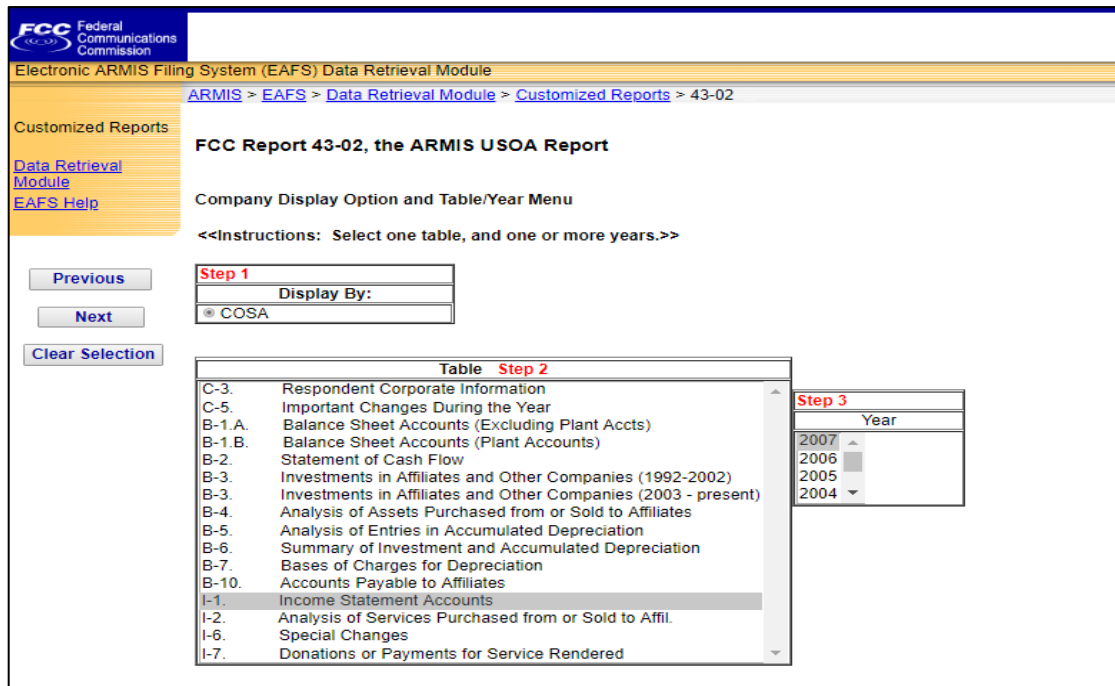 FCC Federal
Communications
Commission
Electronic ARMIS Filing System (EAFS) Data Retrieval Module
ARMIS > EAFS > Data Retrieval Module > Customized Reports > 43-02
Customized Reports
Data Retrieval
Module
EAFS Help
Previous
Next
Clear Selection
FCC Report 43-02, the ARMIS USOA Report
Company Display Option and Table/Year Menu
<<Instructions: Select one table, and one or more years.>>
Step 1
Display By:
COSA
Table Step 2
C-3. Respondent Corporate Information
C-5. Important Changes During the Year
B-1.A. Balance Sheet Accounts (Excluding Plant Accts)
B-1.B. Balance Sheet Accounts (Plant Accounts)
B-2. Statement of Cash Flow
B-3. Investments in Affiliates and Other Companies (1992-2002)
B-3. Investments in Affiliates and Other Companies (2003 - present)
B-4. Analysis of Assets Purchased from or Sold to Affiliates
B-5. Analysis of Entries in Accumulated Depreciation
B-6. Summary of Investment and Accumulated Depreciation
B-7. Bases of Charges for Depreciation
B-10. Accounts Payable to Affiliates
I-1. Income Statement Accounts
I-2. Analysis of Services Purchased from or Sold to Affil.
I-6. Special Changes
I-7. Donations or Payments for Service Rendered
Step 3
Year
2007
2006
2005
2004